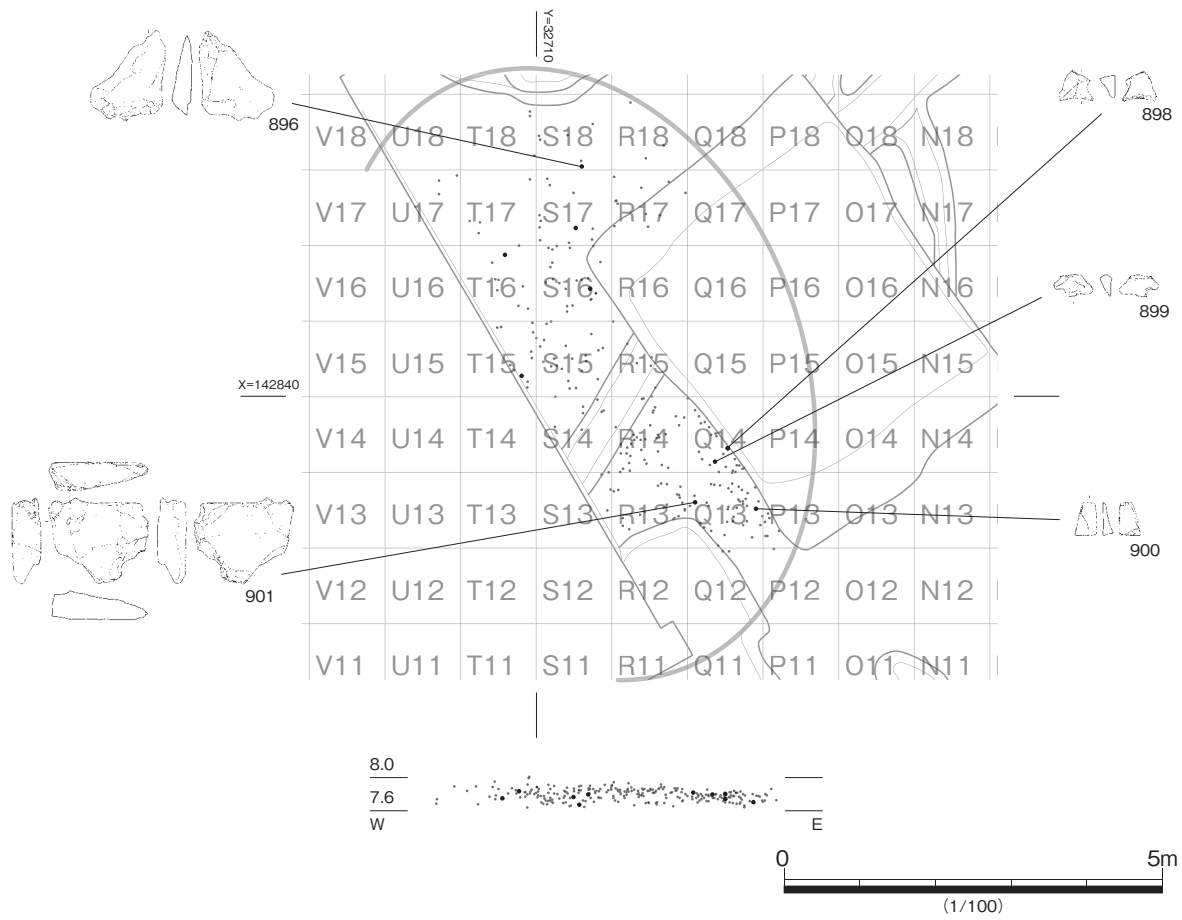 Y=32710
896
898
V18 U18 T18 S18 R18 Q18 P18 O18 N18
V17 U17 T17 S17 R17 Q17 P17 O17 N17
V16 U16 T16 S16 R16 Q16 P16 O16 N16
899
V15 U15 T15 S15 R15 Q15 P15 O15 N15
X=142840
V14 U14 T14 S14 R14 Q14 P14 O14 N14
V13 U13 T13 S13 R13 Q13 P13 O13 N13
900
901
V12 U12 T12 S12 R12 Q12 P12 O12 N12
V11 U11 T11 S11 R11 Q11 P11 O11 N11
8.0
7.6
W E
0 5m
(1/100)